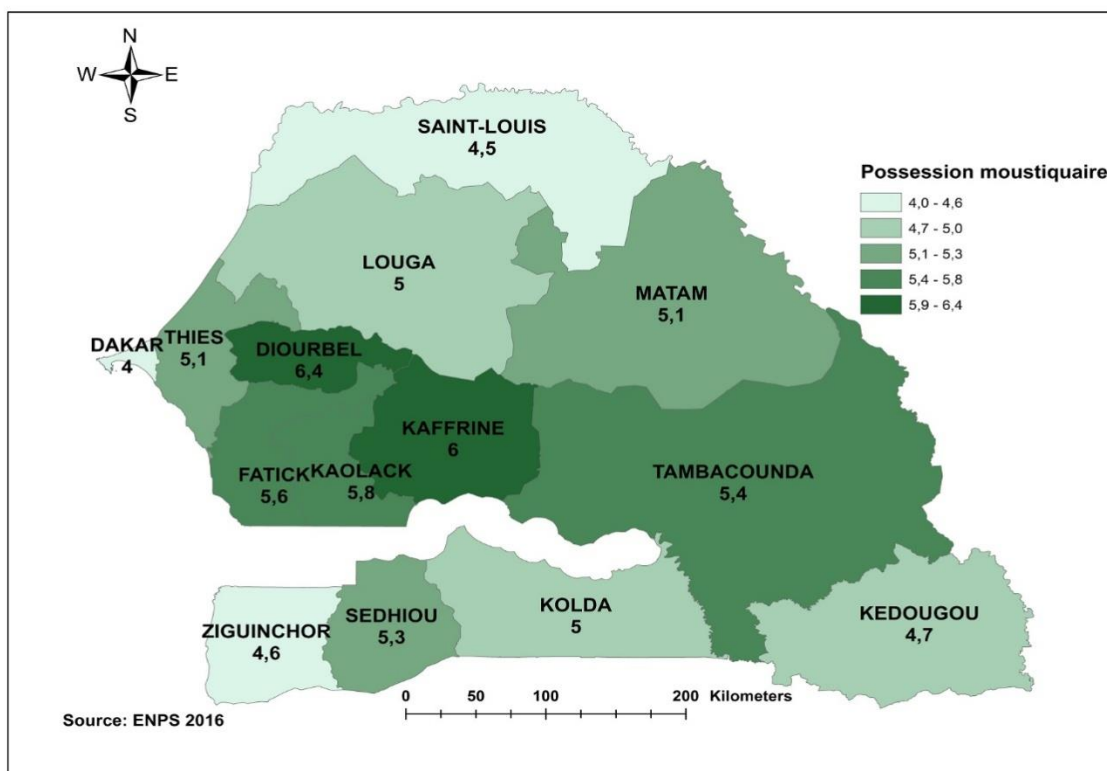 N
W E
S
SAINT-LOUIS
4,5
Possession moustiquaire
4,0 - 4,6
4,7 - 5,0
5,1 - 5,3
5,4 - 5,8
5,9 - 6,4
LOUGA
5
MATAM
5,1
DAKAR
4
THIES
5,1
DIOURBEL
6,4
KAFFRINE
6
FATICK
5,6
KAOLACK
5,8
TAMBACOUNDA
5,4
ZIGUINCHOR
4,6
SEDHIOU
5,3
KOLDA
5
KEDOUGOU
4,7
0 50 100 200 Kilometers
Source: ENPS 2016